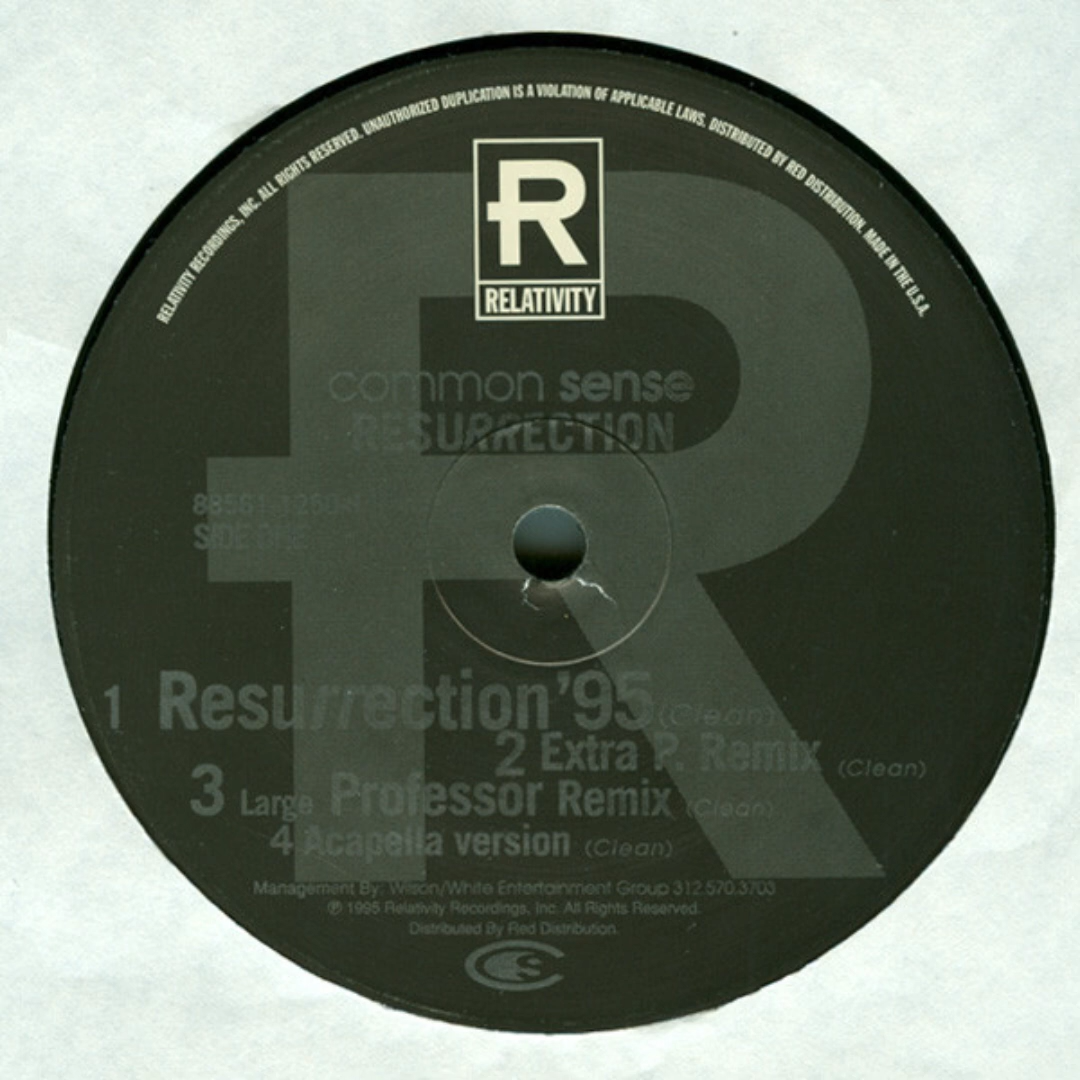 RELATIVITY RECORDINGS, INC. ALL RIGHTS RESERVED. UNAUTHORIZED DUPLICATION IS A VIOLATION OF APPLICABLE LAWS. DISTRIBUTED BY RED DISTRIBUTION. MADE IN THE U.S.A.
R
RELATIVITY
common sense
RESURRECTION
SIDE ONE
1 Resurrection '95 (Clean)
2 Extra P. Remix (Clean)
3 Large Professor Remix (Clean)
4 Acapella version (Clean)
Management By: Wilson/White Entertainment Group 312.570.3703
℗ 1995 Relativity Recordings, Inc. All Rights Reserved.
Distributed By Red Distribution.